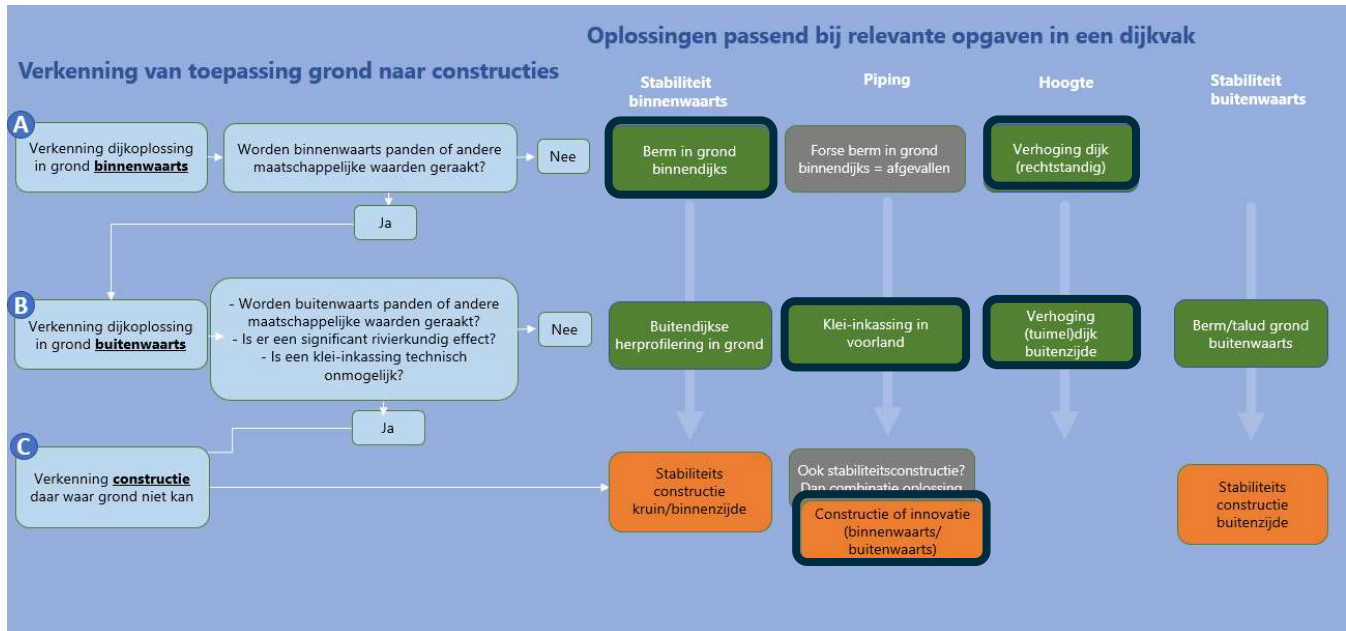 Oplossingen passend bij relevante opgaven in een dijkvak
Verkenning van toepassing grond naar constructies
Stabiliteit
binnenwaarts
Piping
Hoogte
Stabiliteit
buitenwaarts
A
Verkenning dijkoplossing
in grond binnenwaarts
Worden binnenwaarts panden of andere
maatschappelijke waarden geraakt?
Nee
Berm in grond
binnendijks
Forse berm in grond
binnendijks = afgevallen
Verhoging dijk
(rechtstandig)
Ja
B
Verkenning dijkoplossing
in grond buitenwaarts
- Worden buitenwaarts panden of andere
maatschappelijke waarden geraakt?
- Is er een significant rivierkundig effect?
- Is een klei-inkassing technisch
onmogelijk?
Nee
Buitendijkse
herprofilering in grond
Klei-inkassing in
voorland
Verhoging
(tuimel)dijk
buitenzijde
Berm/talud grond
buitenwaarts
Ja
C
Verkenning constructie
daar waar grond niet kan
Stabiliteits
constructie
kruin/binnenzijde
Ook stabiliteitsconstructie?
Dan combinatie oplossing
Constructie of innovatie
(binnenwaarts/
buitenwaarts)
Stabiliteits
constructie
buitenzijde